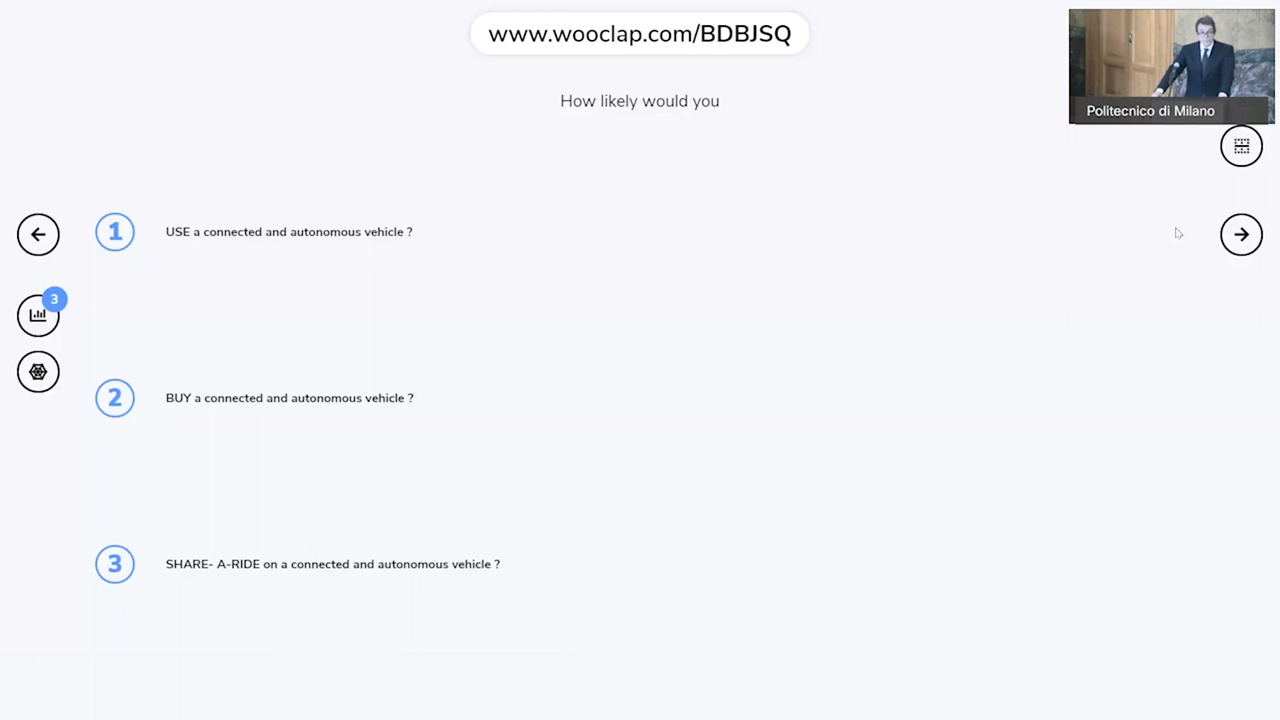 www.wooclap.com/BDBJSQ
How likely would you
Politecnico di Milano
1 USE a connected and autonomous vehicle ?
3
2 BUY a connected and autonomous vehicle ?
3 SHARE- A-RIDE on a connected and autonomous vehicle ?